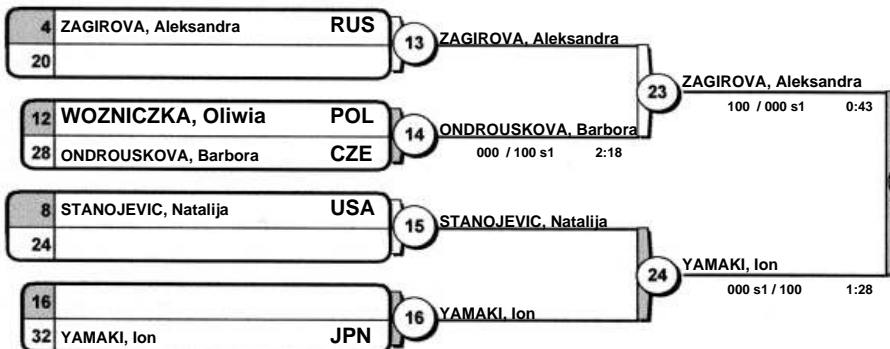 4 ZAGIROVA, Aleksandra RUS
20
13 ZAGIROVA, Aleksandra
12 WOZNICZKA, Oliwia POL
28 ONDROUSKOVA, Barbora CZE
14 ONDROUSKOVA, Barbora
000 / 100 s1 2:18
23 ZAGIROVA, Aleksandra
100 / 000 s1 0:43
8 STANOJEVIC, Natalija USA
24
15 STANOJEVIC, Natalija
16
32 YAMAKI, Ion JPN
16 YAMAKI, Ion
24 YAMAKI, Ion
000 s1 / 100 1:28